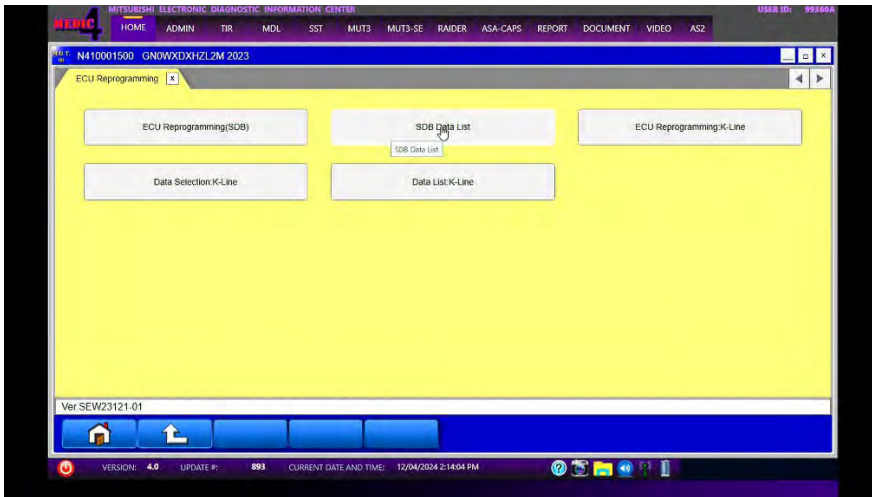 MITSUBISHI ELECTRONIC DIAGNOSTIC INFORMATION CENTER USER ID: 99360A
MEDIC 4 HOME ADMIN TIR MDL SST MUT3 MUT3-SE RAIDER ASA-CAPS REPORT DOCUMENT VIDEO AS2
N410001500 GN0WXDXHZL2M 2023
ECU Reprogramming x
ECU Reprogramming(SDB) SDB Data List ECU Reprogramming:K-Line
SDB Data List
Data Selection:K-Line Data List:K-Line
Ver.SEW23121-01
VERSION: 4.0 UPDATE #: 893 CURRENT DATE AND TIME: 12/04/2024 2:14:04 PM